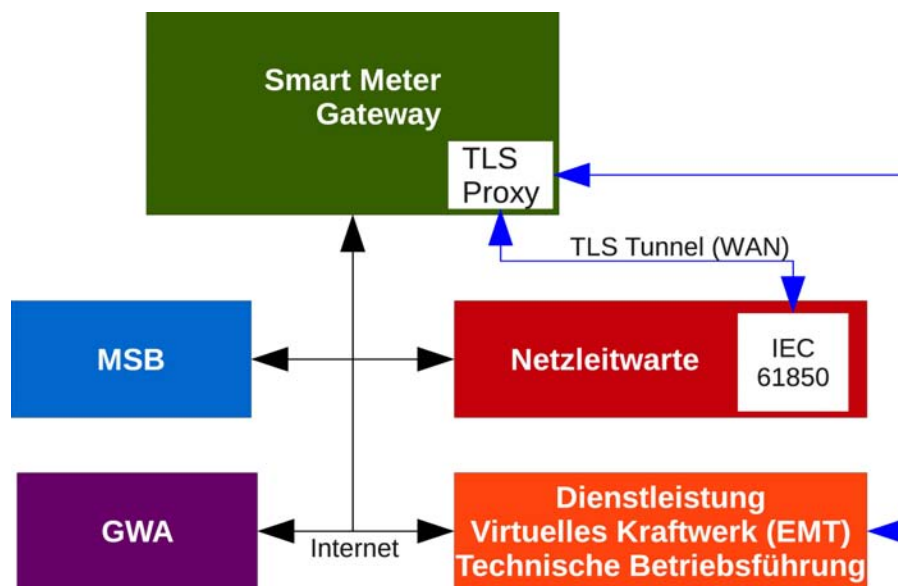 Smart Meter
Gateway
TLS
Proxy
TLS Tunnel (WAN)
MSB
Netzleitwarte
IEC
61850
GWA
Internet
Dienstleistung
Virtuelles Kraftwerk (EMT)
Technische Betriebsführung